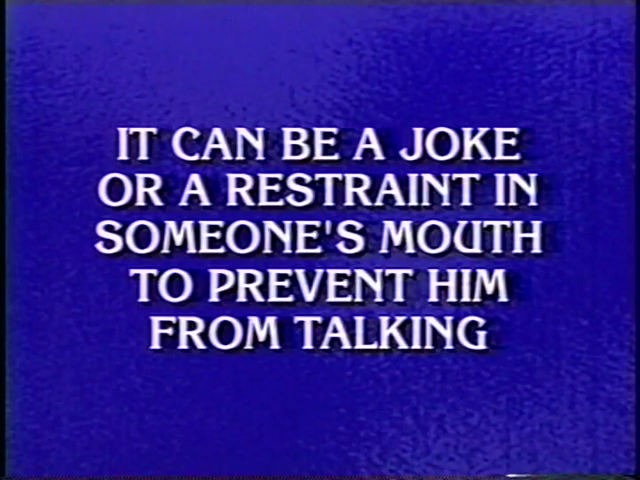 IT CAN BE A JOKE
OR A RESTRAINT IN
SOMEONE'S MOUTH
TO PREVENT HIM
FROM TALKING